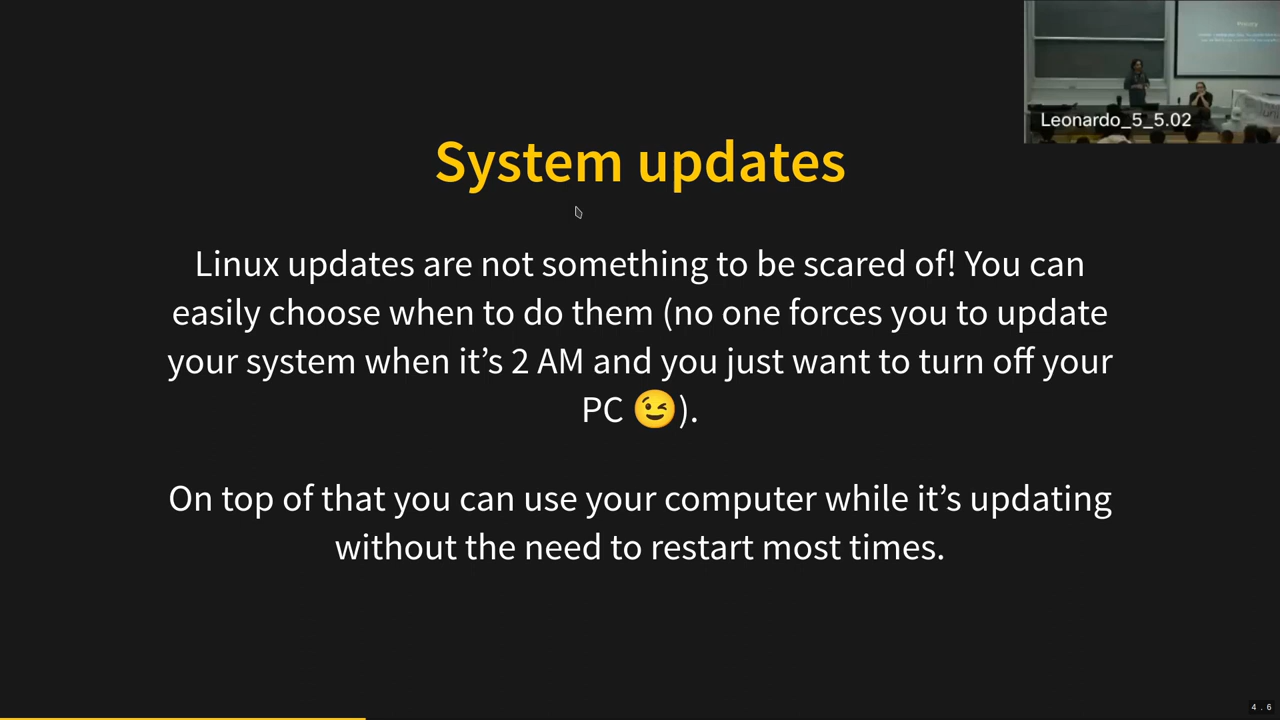 Privacy
Leonardo_5_5.02
System updates
Linux updates are not something to be scared of! You can
easily choose when to do them (no one forces you to update
your system when it’s 2 AM and you just want to turn off your
PC 😉).
On top of that you can use your computer while it’s updating
without the need to restart most times.
4.6